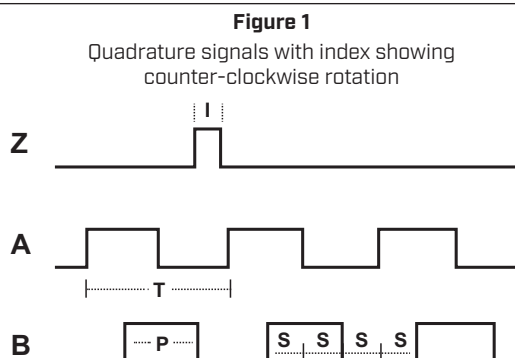 Figure 1
Quadrature signals with index showing
counter-clockwise rotation
I
Z
A
T
B
P
S S S S